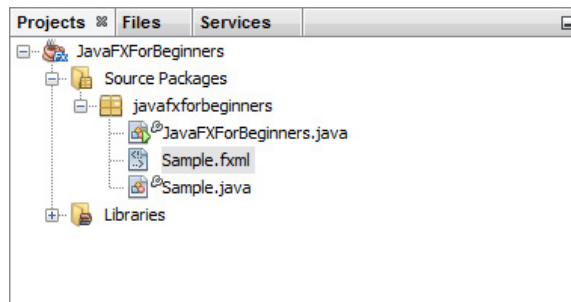 Projects Files Services
JavaFXForBeginners
Source Packages
javafxforbeginners
JavaFXForBeginners.java
Sample.fxml
Sample.java
Libraries